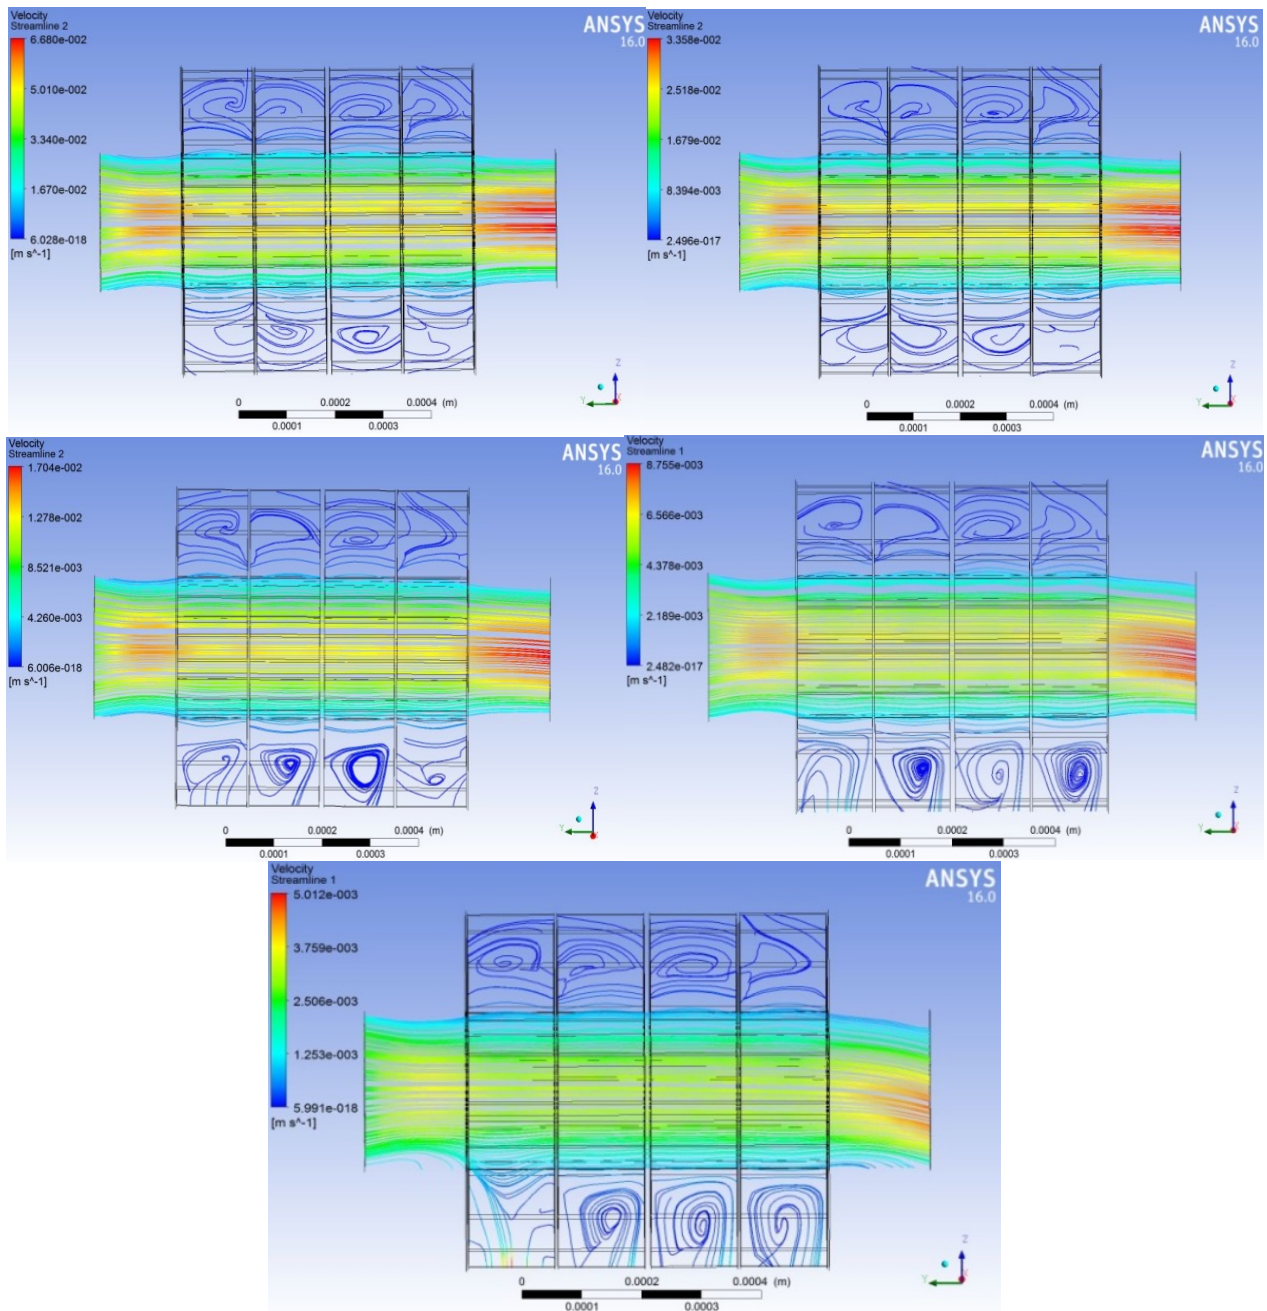 Velocity
Streamline 2
6.680e-002
5.010e-002
3.340e-002
1.670e-002
6.028e-018
[m s^-1]
ANSYS
16.0
Z
Y
X
0 0.0002 0.0004 (m)
0.0001 0.0003
Velocity
Streamline 2
3.358e-002
2.518e-002
1.679e-002
8.394e-003
2.496e-017
[m s^-1]
ANSYS
16.0
Z
Y
X
0 0.0002 0.0004 (m)
0.0001 0.0003
Velocity
Streamline 2
1.704e-002
1.278e-002
8.521e-003
4.260e-003
6.006e-018
[m s^-1]
ANSYS
16.0
Z
Y
X
0 0.0002 0.0004 (m)
0.0001 0.0003
Velocity
Streamline 1
8.755e-003
6.566e-003
4.378e-003
2.189e-003
2.482e-017
[m s^-1]
ANSYS
16.0
Z
Y
X
0 0.0002 0.0004 (m)
0.0001 0.0003
Velocity
Streamline 1
5.012e-003
3.759e-003
2.506e-003
1.253e-003
5.991e-018
[m s^-1]
ANSYS
16.0
Z
Y
X
0 0.0002 0.0004 (m)
0.0001 0.0003